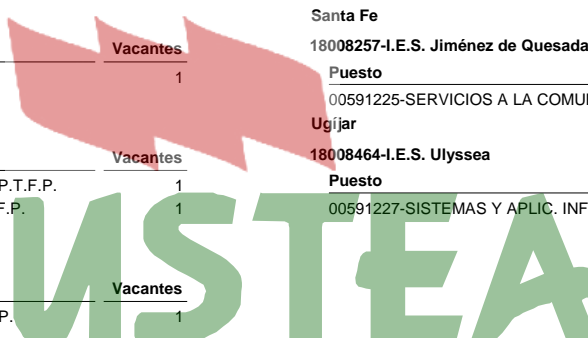 Vacantes
1
Vacantes
P.T.F.P. 1
F.P. 1
Vacantes
P. 1
Santa Fe
18008257-I.E.S. Jiménez de Quesada
Puesto
00591225-SERVICIOS A LA COMU
Ugíjar
18008464-I.E.S. Ulyssea
Puesto
00591227-SISTEMAS Y APLIC. INF
USTEA